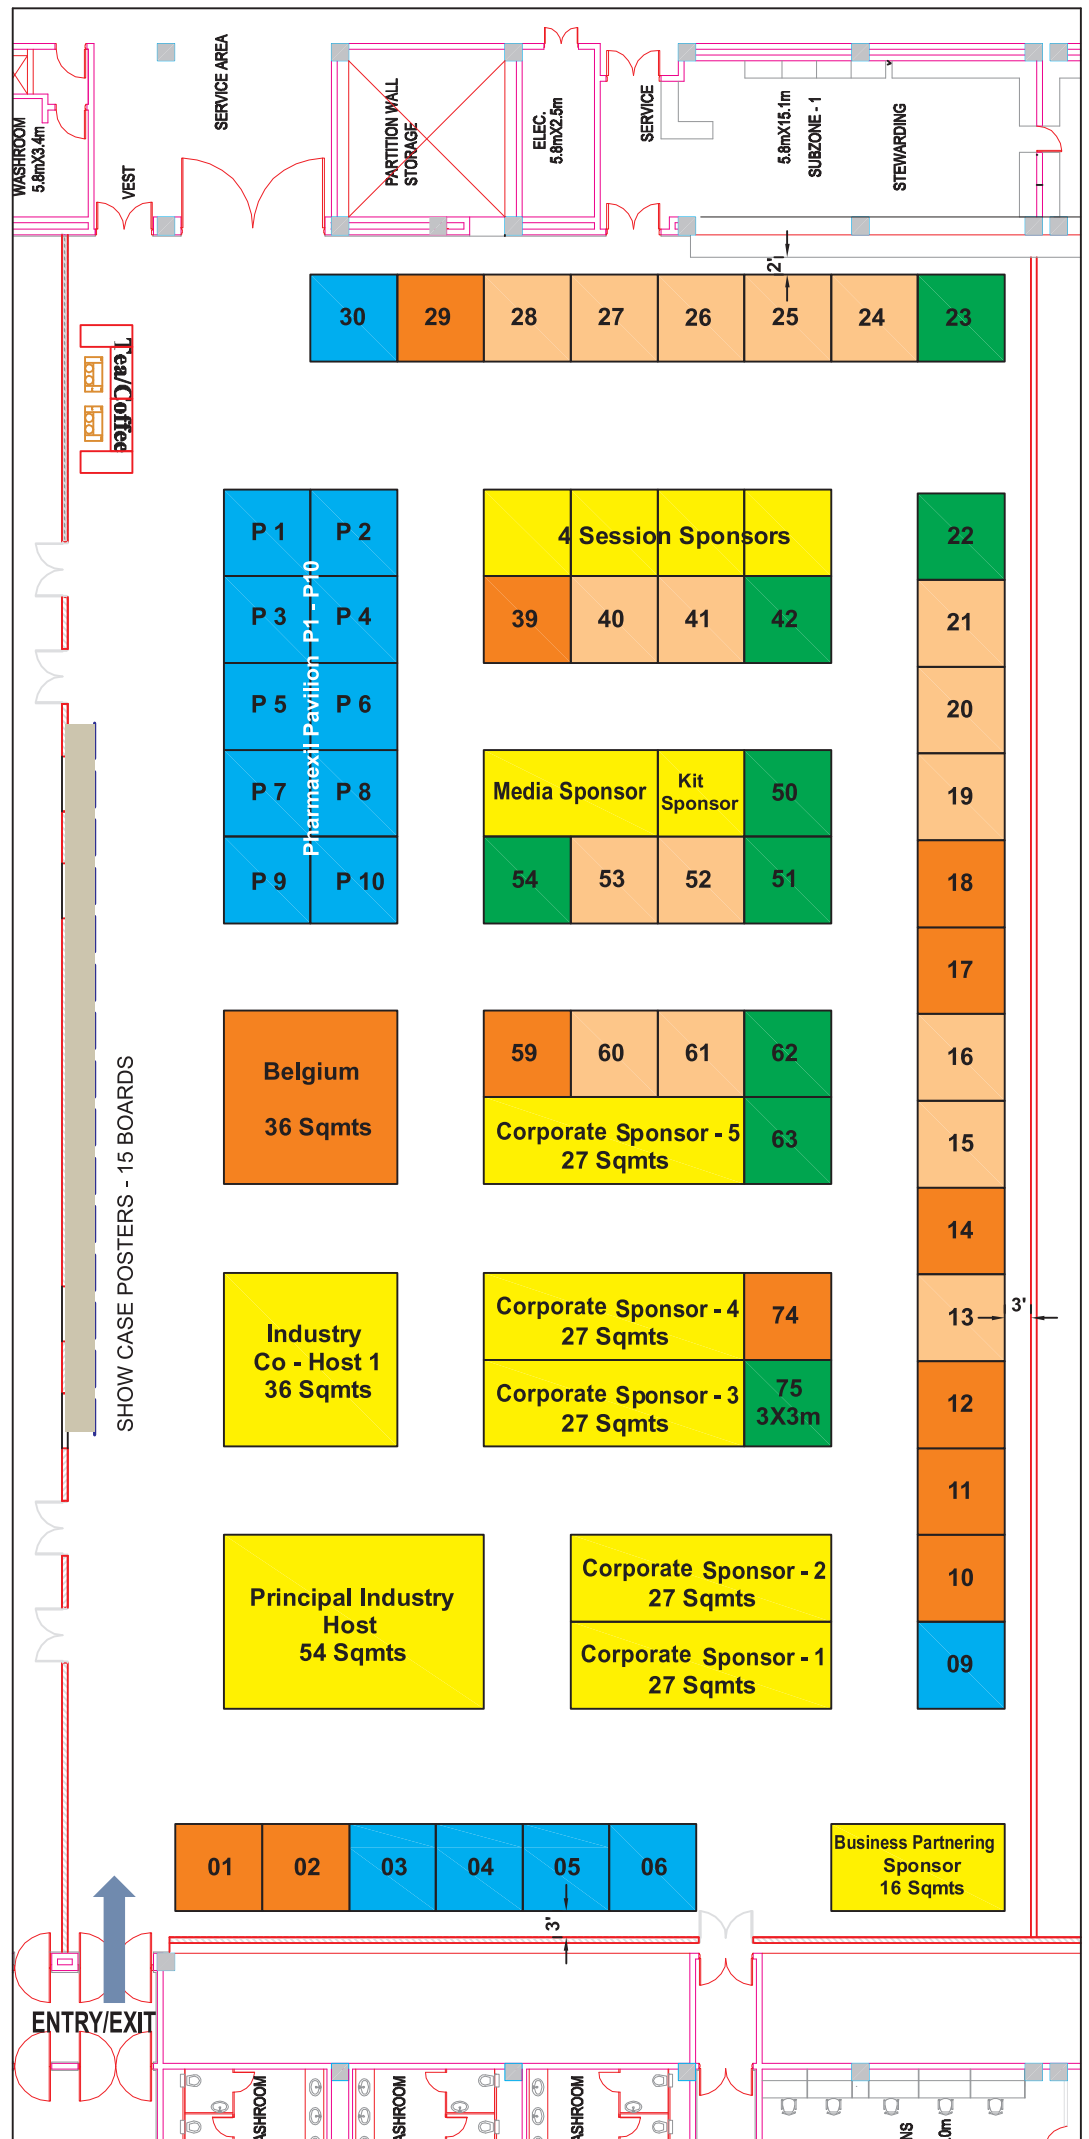 SERVICE AREA
WASHROOM
5.8mX3.4m
VEST
PARTITION WALL
STORAGE
ELEC.
5.8mX2.5m
SERVICE
5.8mX15.1m
SUBZONE - 1
STEWARDING
2'
30
29
28
27
26
25
24
23
Tea/Coffee
P 1
P 2
P 3
P 4
P 5
P 6
P 7
P 8
P 9
P 10
Pharmaexil Pavilion P1 - P10
4 Session Sponsors
39
40
41
42
22
21
20
19
18
17
16
15
14
13
3'
12
11
10
09
Media Sponsor
Kit
Sponsor
50
54
53
52
51
SHOW CASE POSTERS - 15 BOARDS
Belgium
36 Sqmts
59
60
61
62
Corporate Sponsor - 5
27 Sqmts
63
Industry
Co - Host 1
36 Sqmts
Corporate Sponsor - 4
27 Sqmts
74
Corporate Sponsor - 3
27 Sqmts
75
3X3m
Principal Industry
Host
54 Sqmts
Corporate Sponsor - 2
27 Sqmts
Corporate Sponsor - 1
27 Sqmts
01
02
03
04
05
06
3'
Business Partnering
Sponsor
16 Sqmts
ENTRY/EXIT
ASHROOM
ASHROOM
ASHROOM
NS
.0m